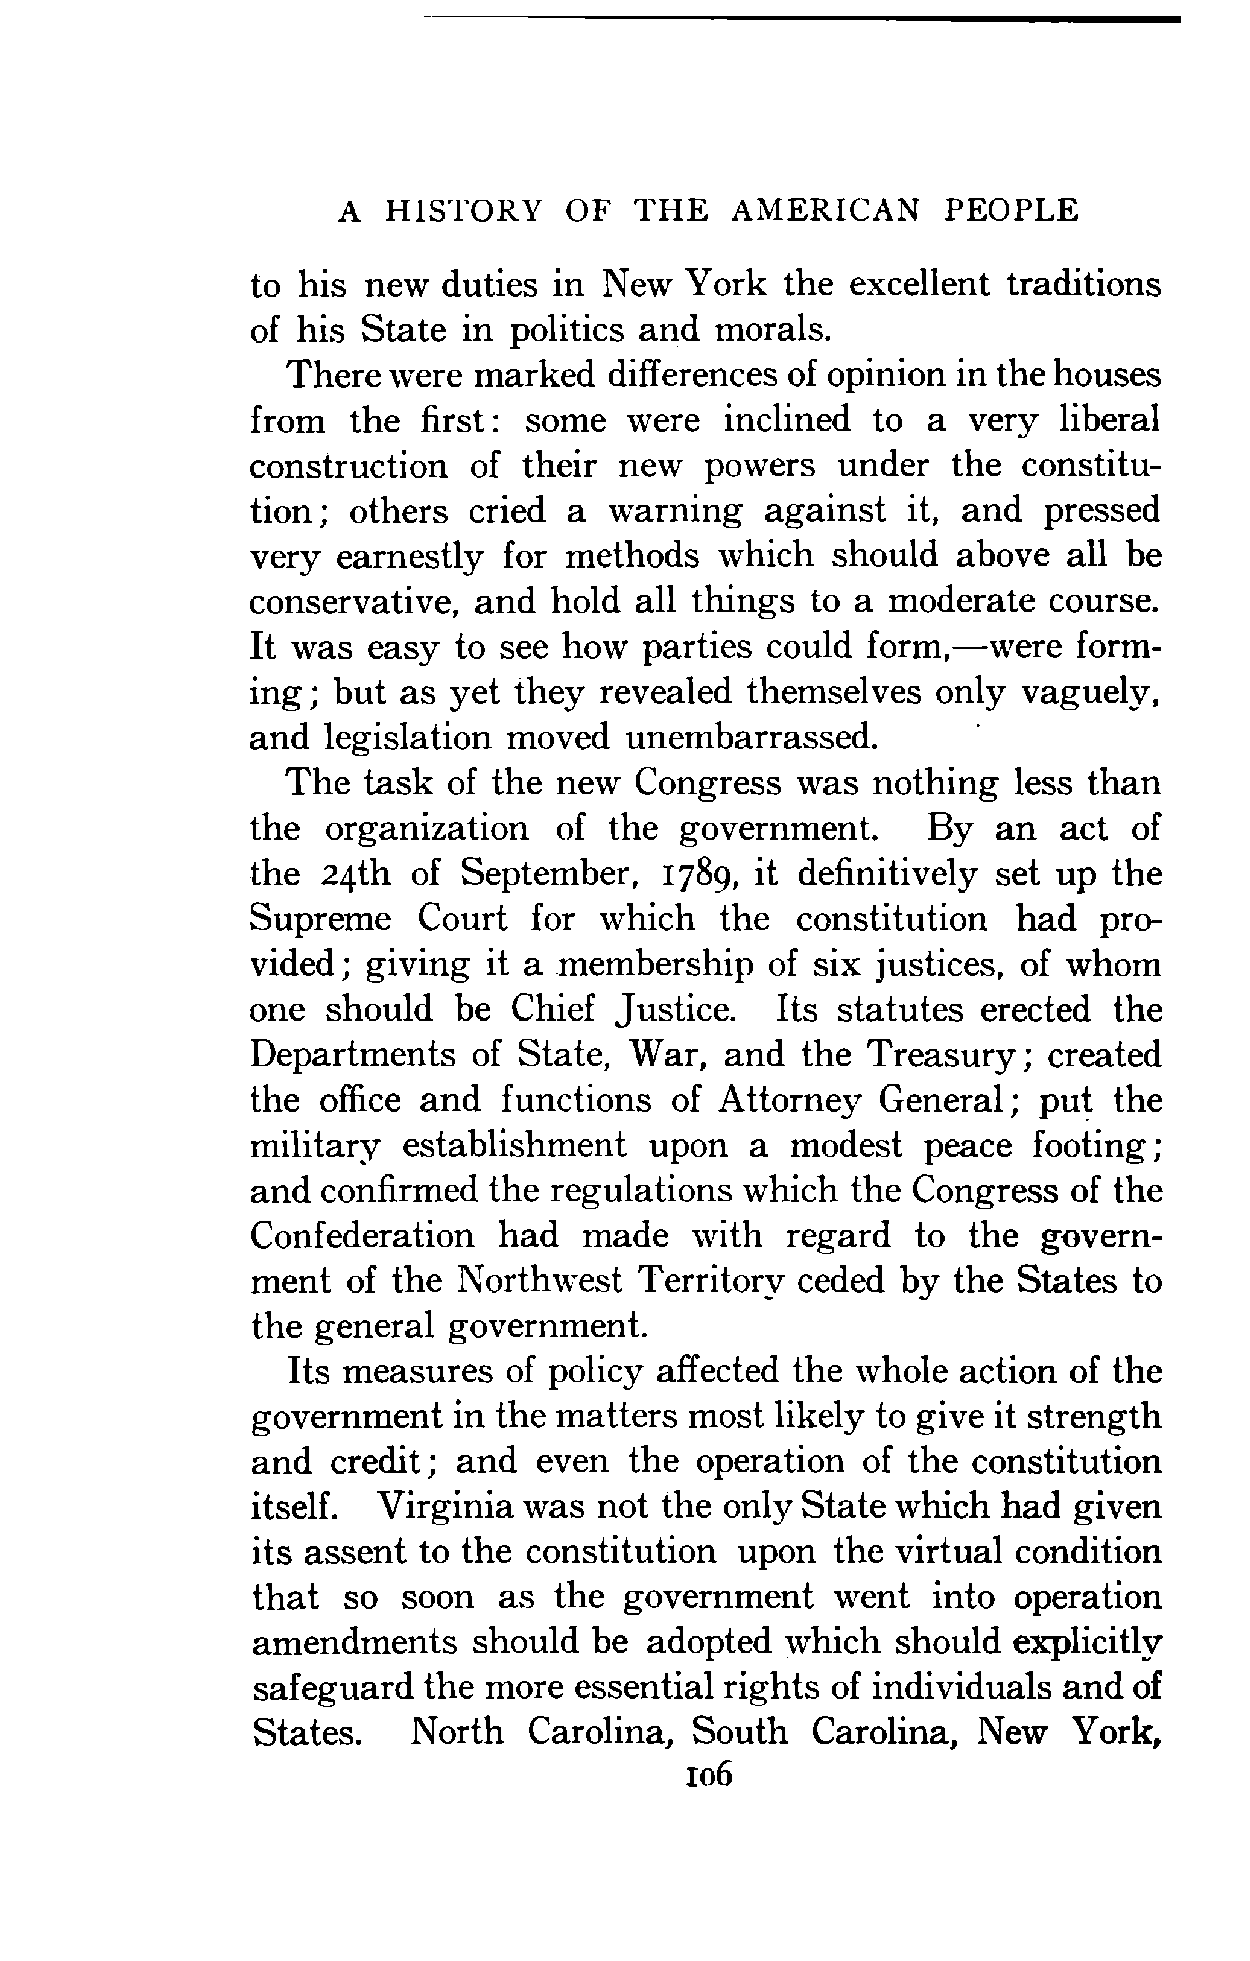 A HISTORY OF THE AMERICAN PEOPLE
to his new duties in New York the excellent traditions
of his State in politics and morals.
There were marked differences of opinion in the houses
from the first: some were inclined to a very liberal
construction of their new powers under the constitu-
tion; others cried a warning against it, and pressed
very earnestly for methods which should above all be
conservative, and hold all things to a moderate course.
It was easy to see how parties could form,—were form-
ing; but as yet they revealed themselves only vaguely,
and legislation moved unembarrassed.
The task of the new Congress was nothing less than
the organization of the government. By an act of
the 24th of September, 1789, it definitively set up the
Supreme Court for which the constitution had pro-
vided; giving it a membership of six justices, of whom
one should be Chief Justice. Its statutes erected the
Departments of State, War, and the Treasury; created
the office and functions of Attorney General; put the
military establishment upon a modest peace footing;
and confirmed the regulations which the Congress of the
Confederation had made with regard to the govern-
ment of the Northwest Territory ceded by the States to
the general government.
Its measures of policy affected the whole action of the
government in the matters most likely to give it strength
and credit; and even the operation of the constitution
itself. Virginia was not the only State which had given
its assent to the constitution upon the virtual condition
that so soon as the government went into operation
amendments should be adopted which should explicitly
safeguard the more essential rights of individuals and of
States. North Carolina, South Carolina, New York,
106